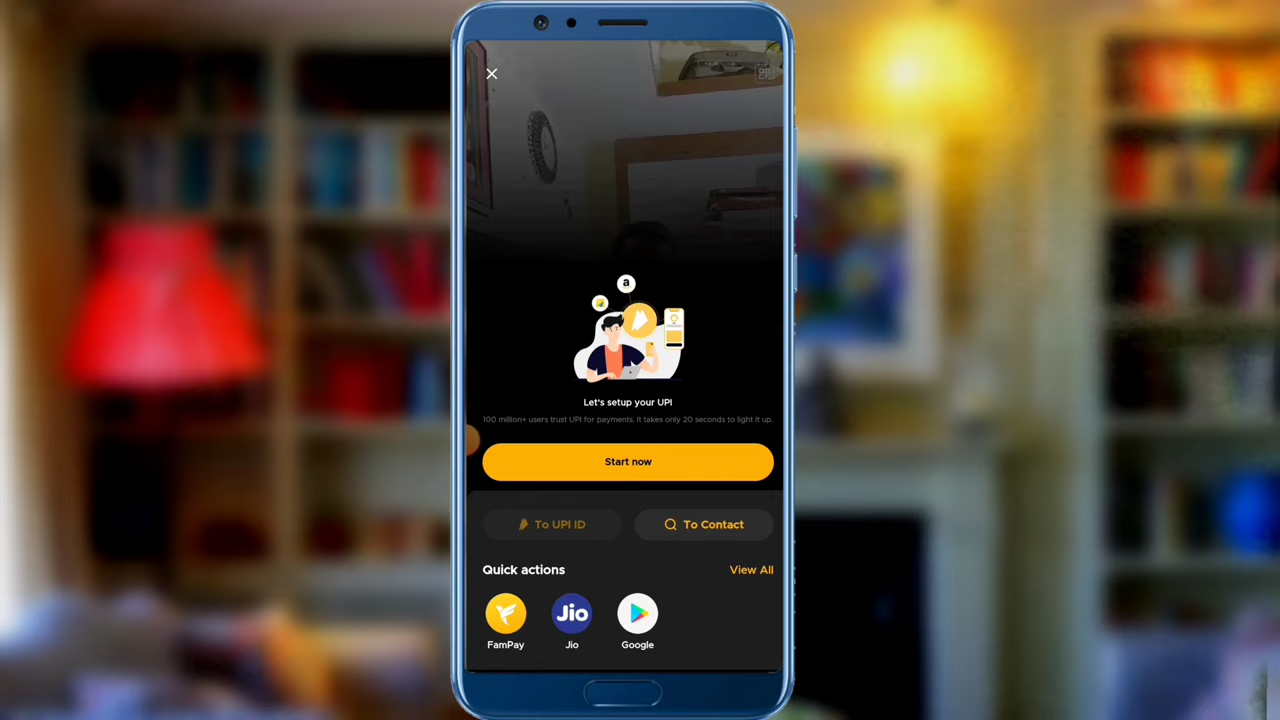 a
Let's setup your UPI
100 million+ users trust UPI for payments. It takes only 20 seconds to light it up.
Start now
To UPI ID
To Contact
Quick actions
View All
Jio
FamPay
Jio
Google